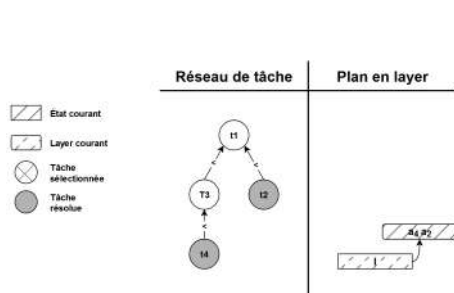 Réseau de tâche
Plan en layer
État courant
Layer courant
Tâche
sélectionnée
Tâche
résolue
t1
<
<
T3
t2
<
t4
a4 a2
I